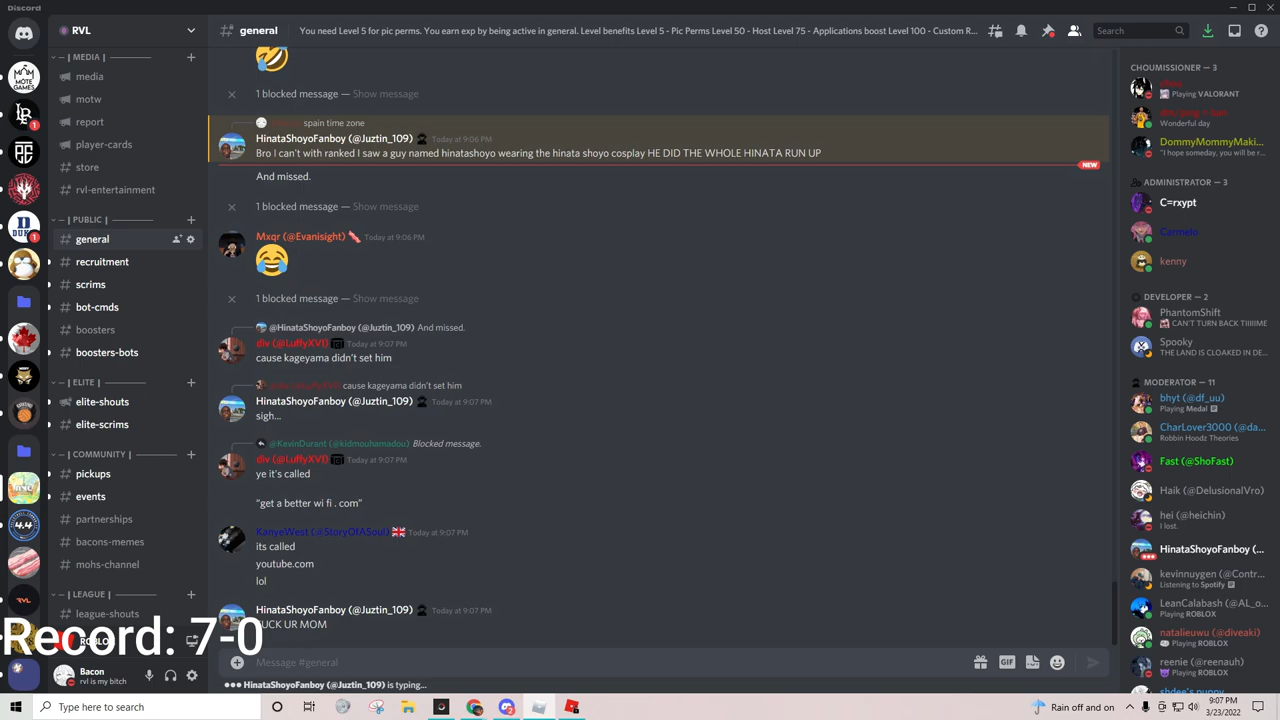 Discord
RVL
general
You need Level 5 for pic perms. You earn exp by being active in general. Level benefits Level 5 - Pic Perms Level 50 - Host Level 75 - Applications boost Level 100 - Custom R...
Search
MEDIA
media
motw
report
player-cards
store
rvl-entertainment
| PUBLIC |
general
recruitment
scrims
bot-cmds
boosters
boosters-bots
| ELITE |
elite-shouts
elite-scrims
| COMMUNITY |
pickups
events
partnerships
bacons-memes
mohs-channel
| LEAGUE |
league-shouts
Record: 7-0
Bacon
rvl is my bitch
1 blocked message — Show message
spain time zone
HinataShoyoFanboy (@Juztin_109) Today at 9:06 PM
Bro I can't with ranked I saw a guy named hinatashoyo wearing the hinata shoyo cosplay HE DID THE WHOLE HINATA RUN UP
NEW
And missed.
1 blocked message — Show message
Mxqr (@Evanisight) Today at 9:06 PM
1 blocked message — Show message
@HinataShoyoFanboy (@Juztin_109) And missed.
div (@LuffyXVI) Today at 9:07 PM
cause kageyama didn't set him
cause kageyama didn't set him
HinataShoyoFanboy (@Juztin_109) Today at 9:07 PM
sigh...
@KevinDurant (@kidmouhamadou) Blocked message.
div (@LuffyXVI) Today at 9:07 PM
ye it's called
“get a better wi fi . com”
KanyeWest (@StoryOfASoul) Today at 9:07 PM
its called
youtube.com
lol
HinataShoyoFanboy (@Juztin_109) Today at 9:07 PM
FUCK UR MOM
Message #general
GIF
HinataShoyoFanboy (@Juztin_109) is typing...
CHOUMISSIONER — 3
Playing VALORANT
Wonderful day
DommyMommyMaki...
"I hope someday, you will rea...
ADMINISTRATOR — 3
C=rxypt
Carmelo
kenny
DEVELOPER — 2
PhantomShift
CAN'T TURN BACK TIIIIIME
Spooky
THE LAND IS CLOAKED IN DE...
MODERATOR — 11
bhyt (@df_uu)
Playing Medal
CharLover3000 (@da...
Robbin Hoodz Theories
Fast (@ShoFast)
Haik (@DelusionalVro)
hei (@heichin)
I lost.
HinataShoyoFanboy (...
kevinnuygen (@Contr...
Listening to Spotify
LeanCalabash (@AL_o...
Playing ROBLOX
natalieuwu (@diveaki)
Playing ROBLOX
reenie (@reenauh)
Playing ROBLOX
shdee's puppy
Type here to search
Rain off and on
9:07 PM
3/23/2022